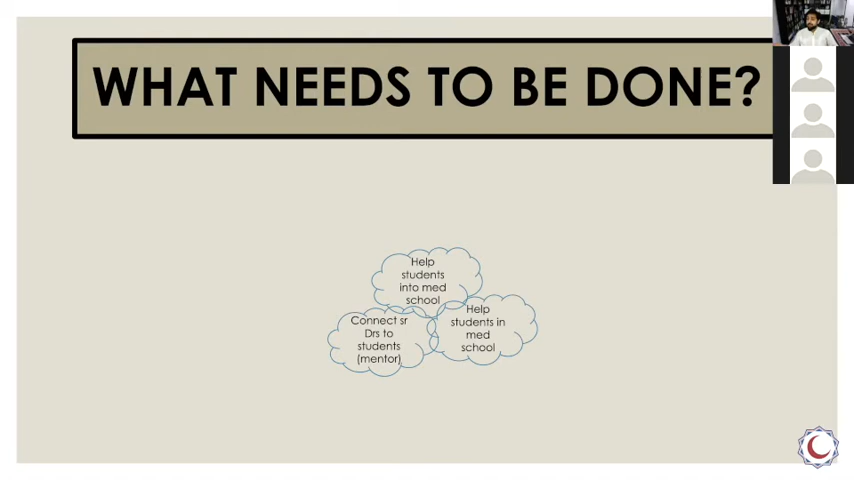 WHAT NEEDS TO BE DONE?
Help
students
into med
school
Connect sr
Drs to
students
(mentor)
Help
students in
med
school